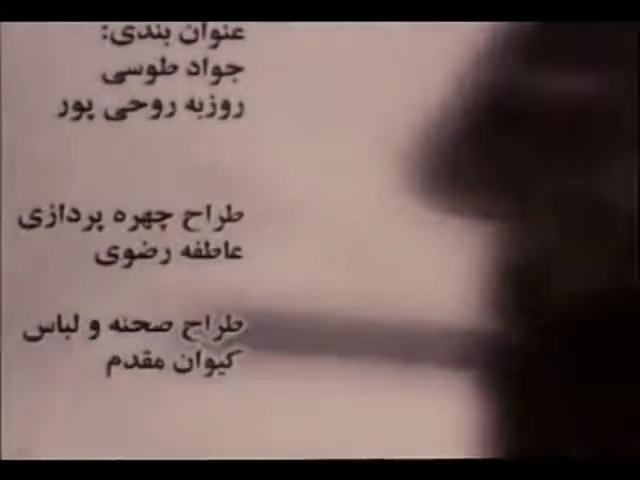 عنوان بندی:
جواد طوسی
روزبه روحی پور
طراح چهره پردازی
عاطفه رضوی
طراح صحنه و لباس
کیوان مقدم